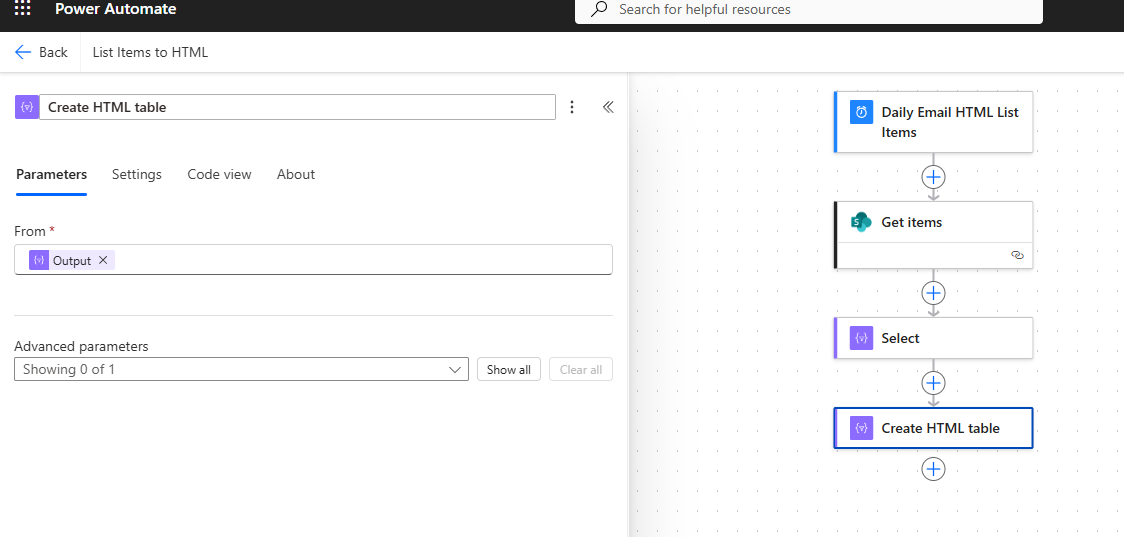 Power Automate
Search for helpful resources
Back
List Items to HTML
Create HTML table
Parameters
Settings
Code view
About
From *
Output
Advanced parameters
Showing 0 of 1
Show all
Clear all
Daily Email HTML List
Items
Get items
Select
Create HTML table